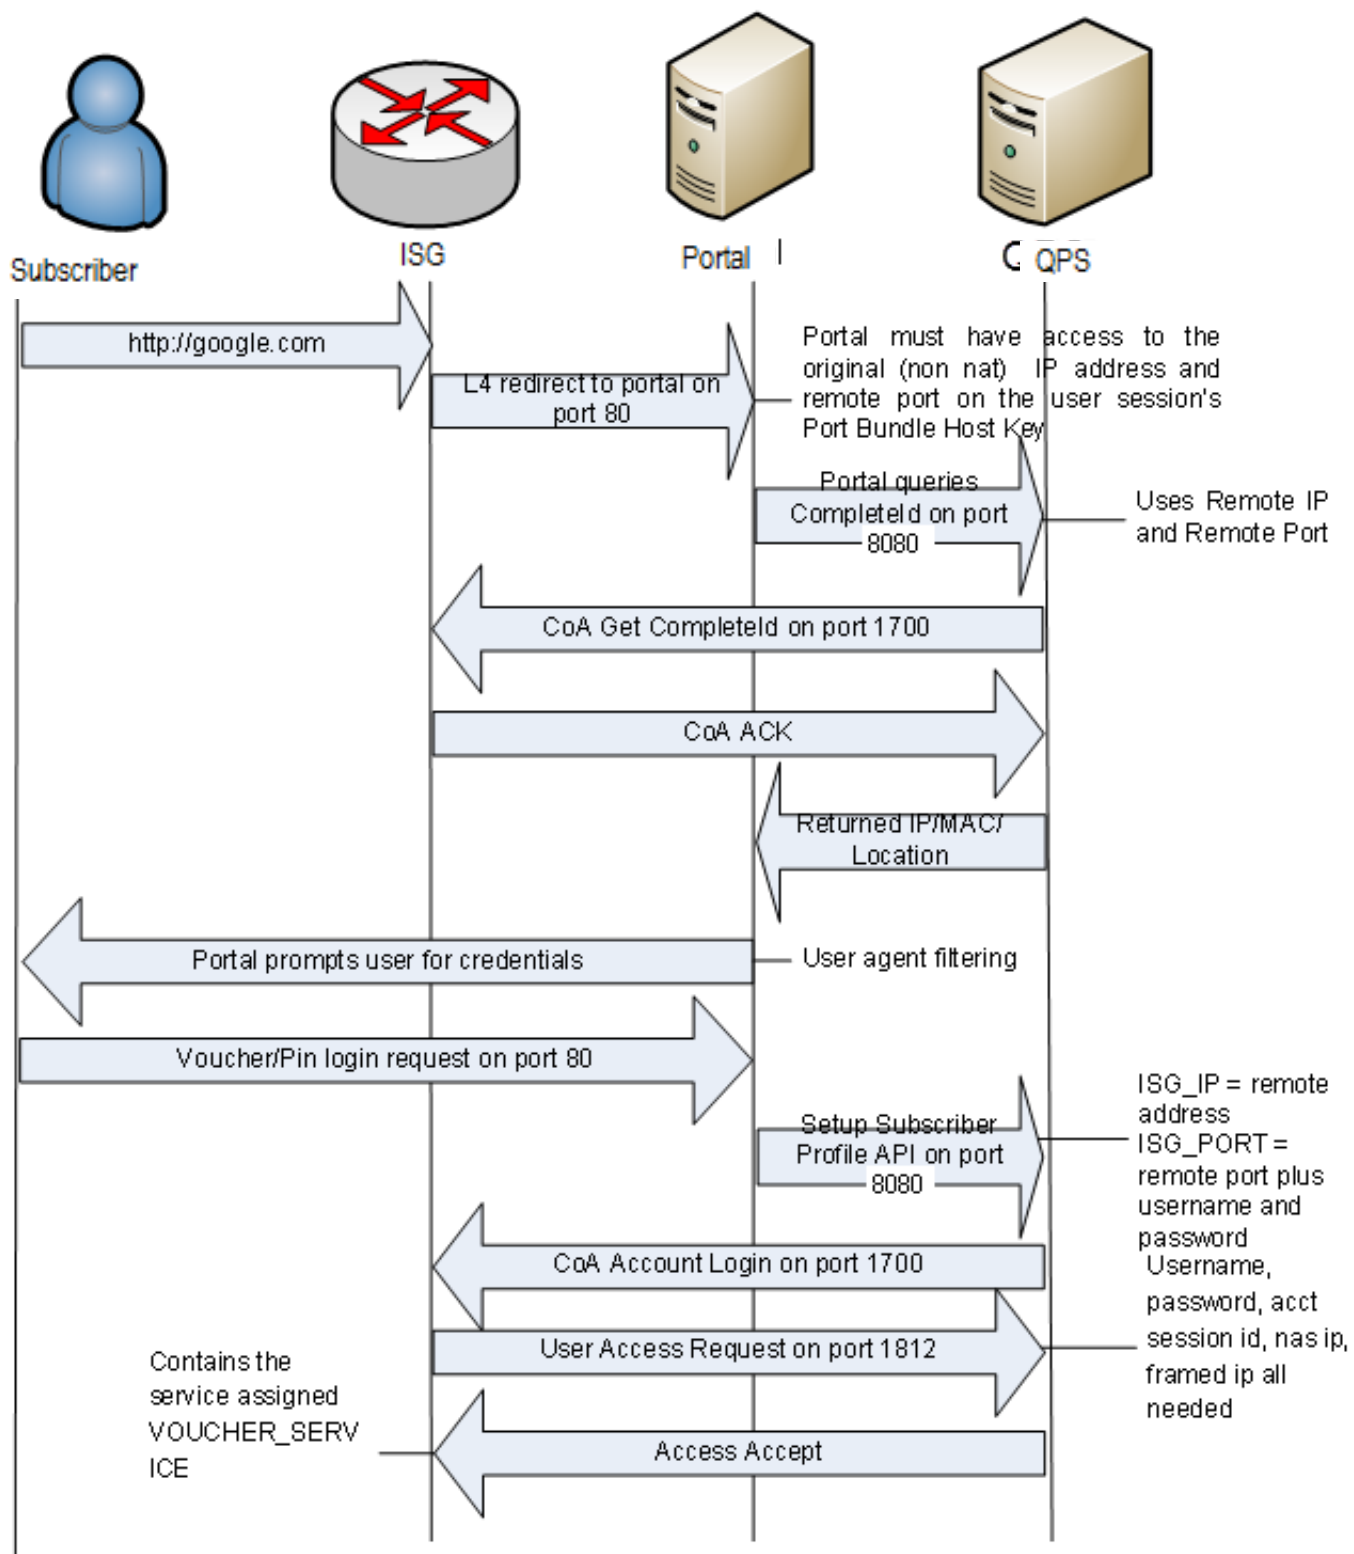 Subscriber
ISG
Portal
QPS
http://google.com
L4 redirect to portal on
port 80
Portal must have access to the
original (non nat) IP address and
remote port on the user session's
Port Bundle Host Key
Portal queries
CompleteId on port
8080
Uses Remote IP
and Remote Port
CoA Get CompleteId on port 1700
CoA ACK
Returned IP/MAC/
Location
Portal prompts user for credentials
User agent filtering
Voucher/Pin login request on port 80
Setup Subscriber
Profile API on port
8080
ISG_IP = remote
address
ISG_PORT =
remote port plus
username and
password
CoA Account Login on port 1700
Username,
password, acct
session id, nas ip,
framed ip all
needed
User Access Request on port 1812
Contains the
service assigned
VOUCHER_SERV
ICE
Access Accept